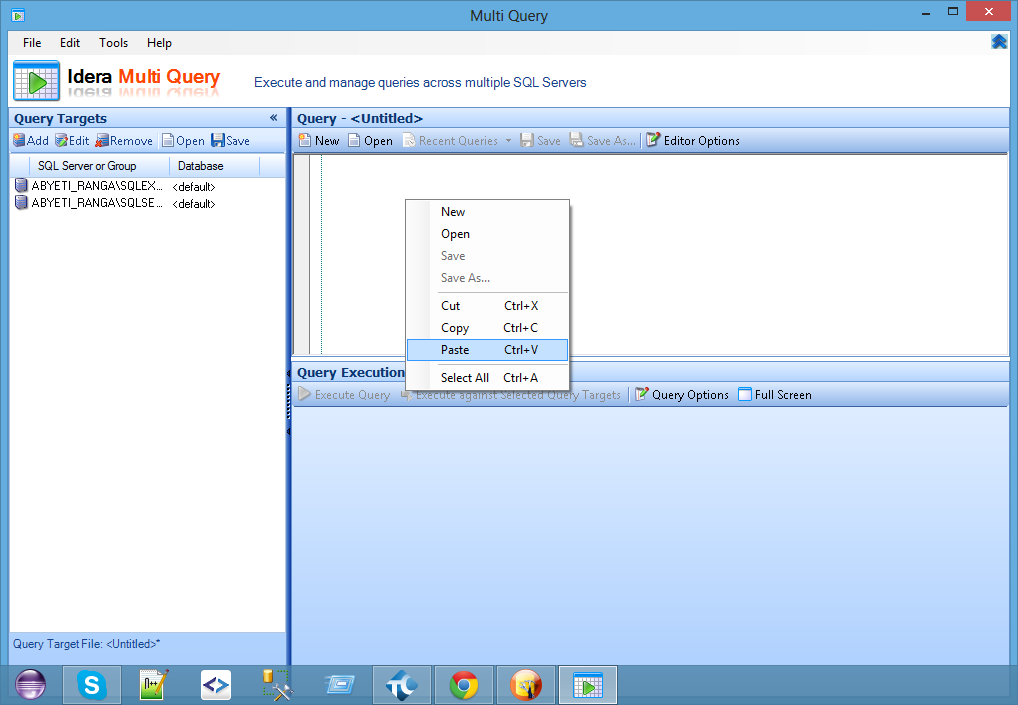 Multi Query
File Edit Tools Help
Idera Multi Query
Execute and manage queries across multiple SQL Servers
Query Targets «
Add Edit Remove Open Save
SQL Server or Group Database
ABYETI_RANGA\SQLEX... <default>
ABYETI_RANGA\SQLSE... <default>
Query Target File: <Untitled>*
Query - <Untitled>
New Open Recent Queries Save Save As... Editor Options
New
Open
Save
Save As...
Cut Ctrl+X
Copy Ctrl+C
Paste Ctrl+V
Select All Ctrl+A
Query Execution
Execute Query Execute against Selected Query Targets Query Options Full Screen